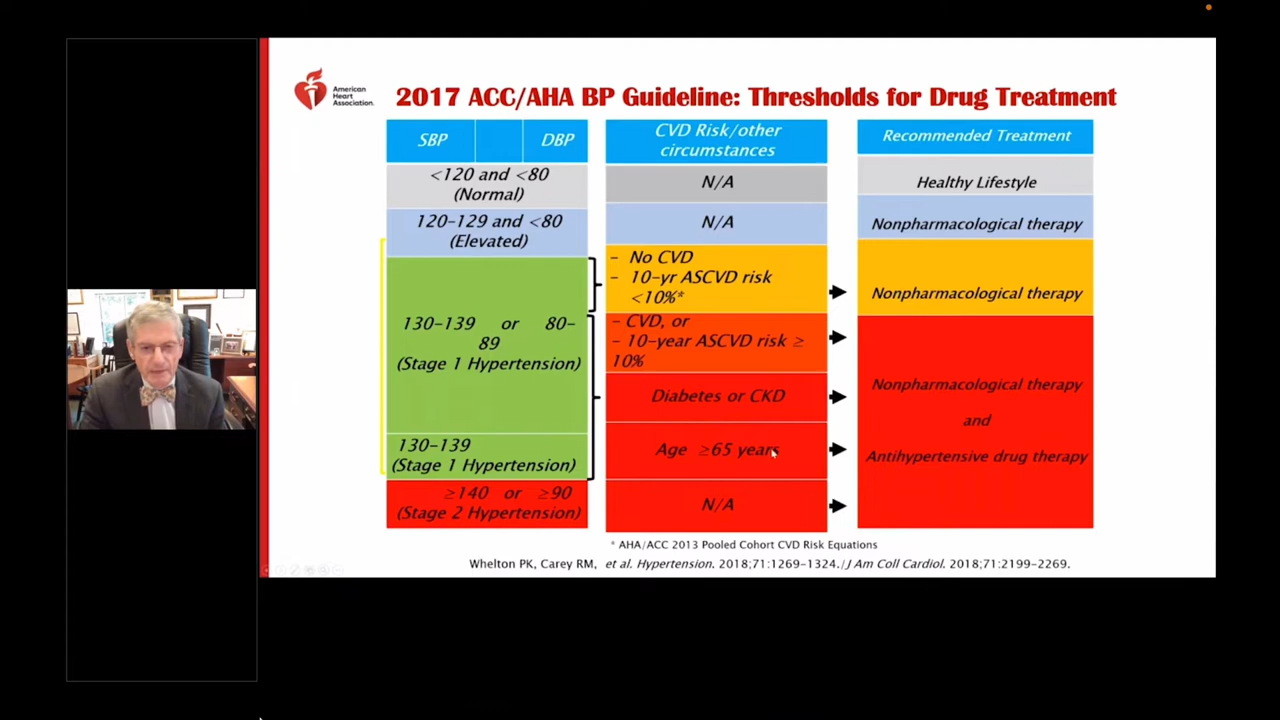 American
Heart
Association.
2017 ACC/AHA BP Guideline: Thresholds for Drug Treatment
SBP DBP
CVD Risk/other
circumstances
Recommended Treatment
<120 and <80
(Normal)
N/A
Healthy Lifestyle
120-129 and <80
(Elevated)
N/A
Nonpharmacological therapy
130-139 or 80-
89
(Stage 1 Hypertension)
- No CVD
- 10-yr ASCVD risk
<10%*
Nonpharmacological therapy
- CVD, or
- 10-year ASCVD risk ≥
10%
Diabetes or CKD
130-139
(Stage 1 Hypertension)
Age ≥65 years
≥140 or ≥90
(Stage 2 Hypertension)
N/A
Nonpharmacological therapy
and
Antihypertensive drug therapy
* AHA/ACC 2013 Pooled Cohort CVD Risk Equations
Whelton PK, Carey RM, et al. Hypertension. 2018;71:1269-1324./J Am Coll Cardiol. 2018;71:2199-2269.